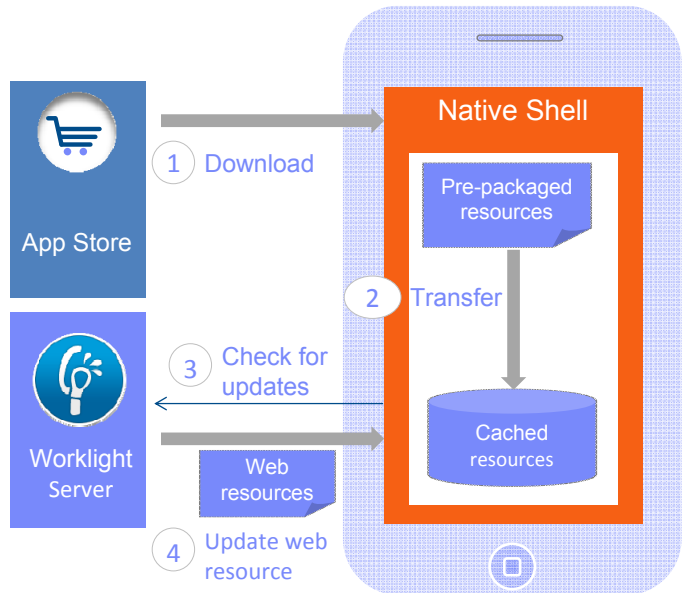 Native Shell
App Store
1 Download
Pre-packaged
resources
2 Transfer
3 Check for
updates
Worklight
Server
Web
resources
Cached
resources
4 Update web
resource